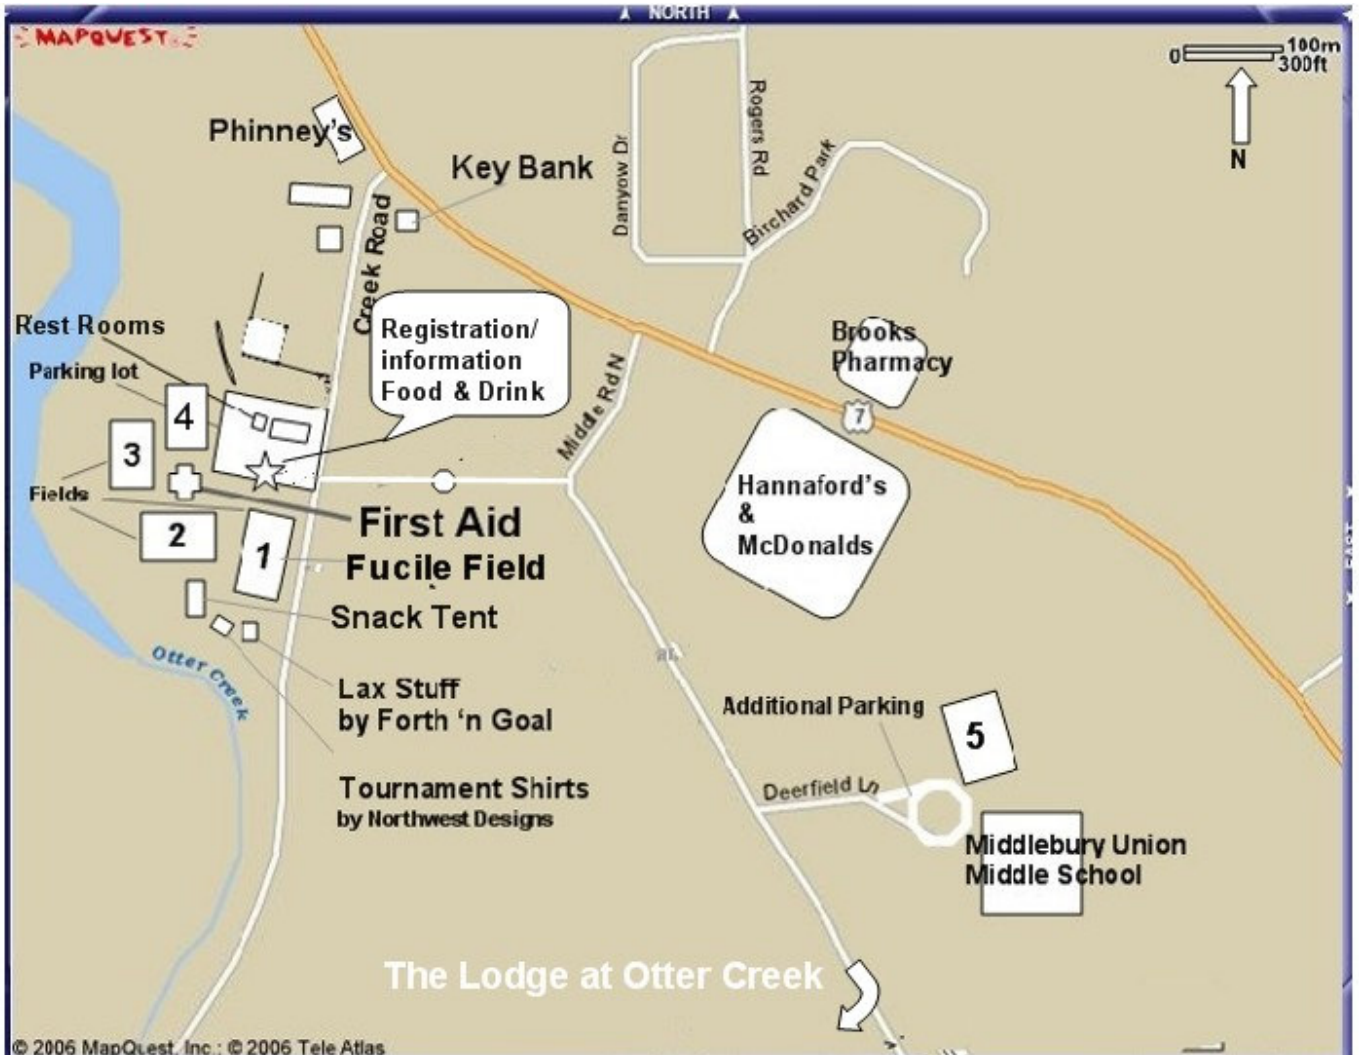 NORTH
MAPQUEST
0
100m
300ft
N
Phinney's
Key Bank
Danyow Dr
Rogers Rd
Birchard Park
Creek Road
Rest Rooms
Parking lot
Registration/
information
Food & Drink
Middle Rd N
Brooks
Pharmacy
7
4
3
Fields
2
1
First Aid
Fucile Field
Hannaford's
&
McDonalds
EAST
Snack Tent
Otter Creek
Lax Stuff
by Forth 'n Goal
Additional Parking
5
Tournament Shirts
by Northwest Designs
Deerfield Ln
Middlebury Union
Middle School
The Lodge at Otter Creek
© 2006 MapQuest, Inc.; © 2006 Tele Atlas